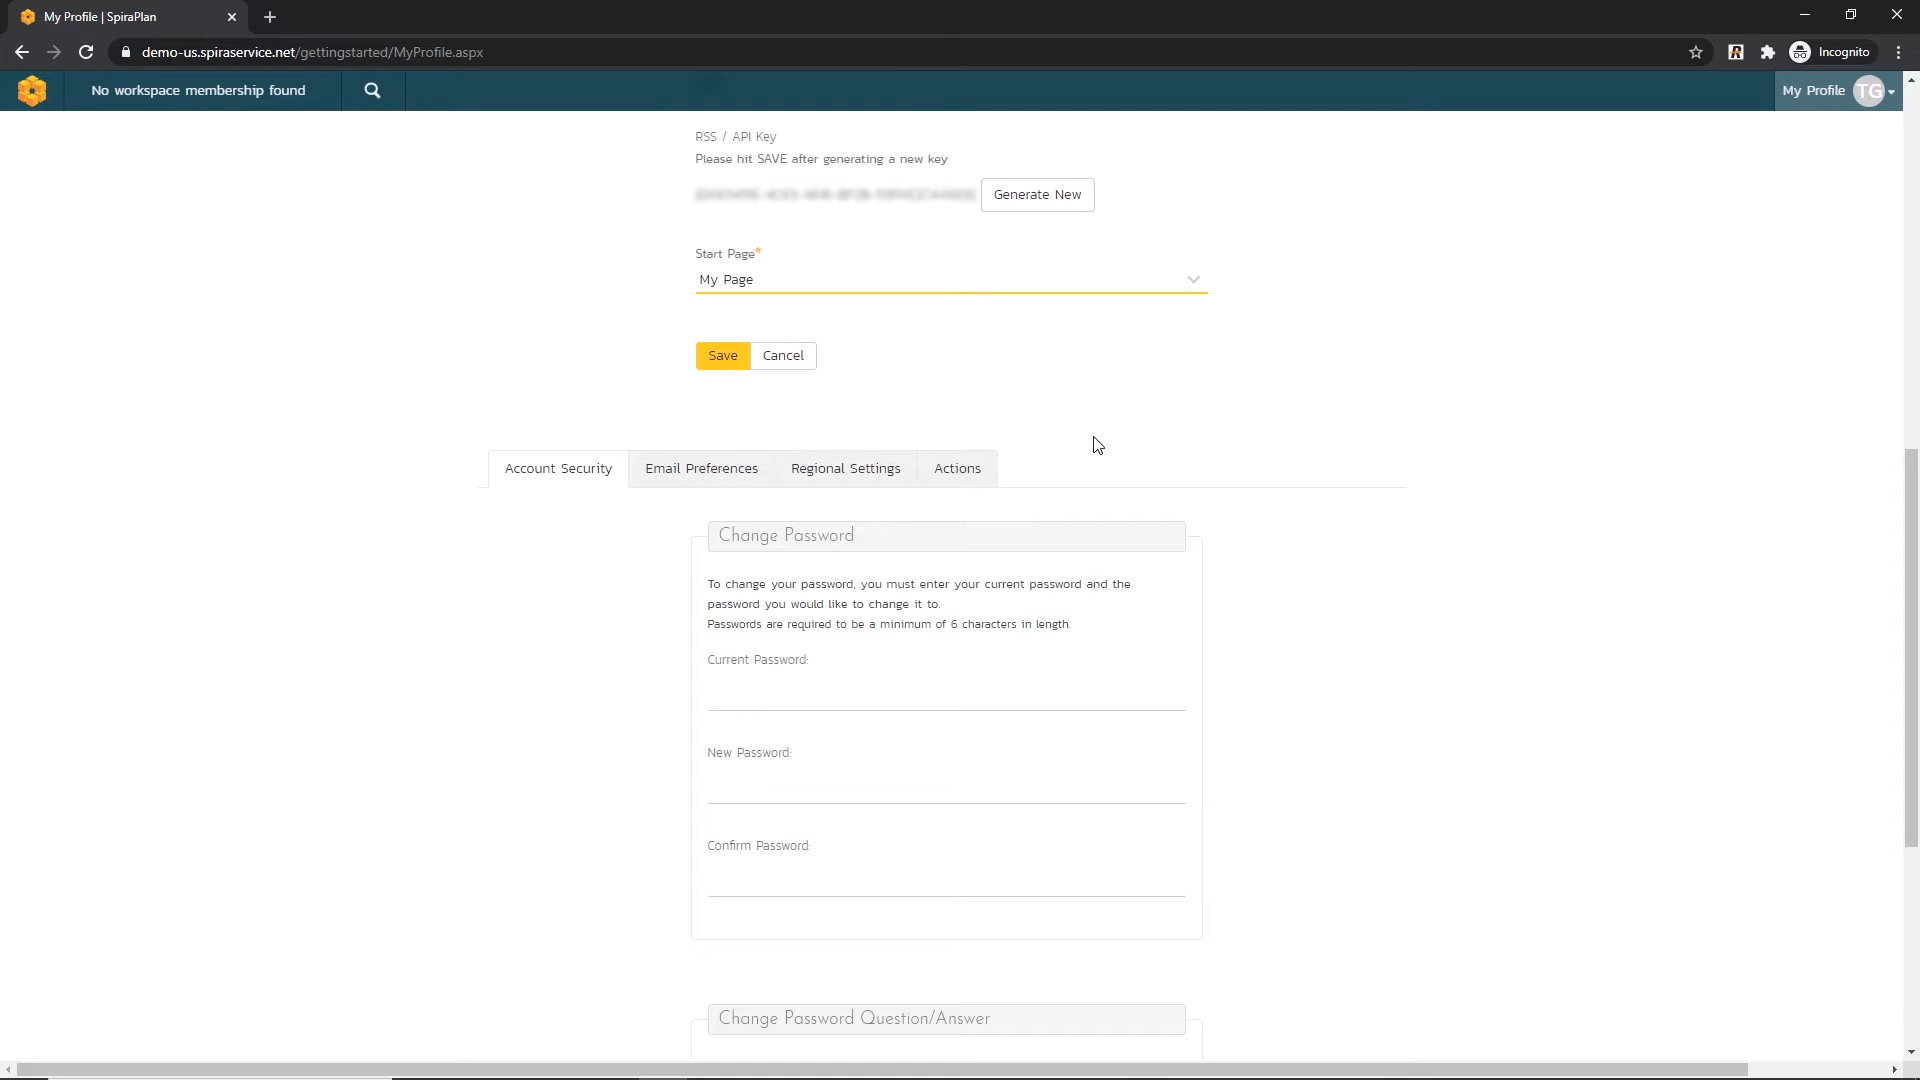 My Profile | SpiraPlan
demo-us.spiraservice.net/gettingstarted/MyProfile.aspx
Incognito
No workspace membership found
My Profile TG
RSS / API Key
Please hit SAVE after generating a new key
Generate New
Start Page*
My Page
Save Cancel
Account Security Email Preferences Regional Settings Actions
Change Password
To change your password, you must enter your current password and the
password you would like to change it to.
Passwords are required to be a minimum of 6 characters in length.
Current Password:
New Password:
Confirm Password:
Change Password Question/Answer